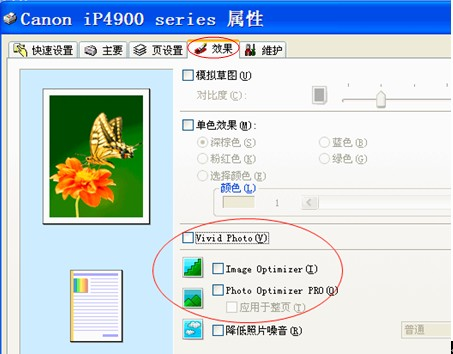 Canon iP4900 series 属性
快速设置 主要 页设置 效果 维护
模拟草图(U)
对比度(C):
单色效果(M):
深棕色(S) 蓝色(B)
粉红色(K) 绿色(G)
选择颜色(E)
颜色(L)
1
Vivid Photo(V)
Image Optimizer(I)
Photo Optimizer PRO(O)
应用于整页(T)
降低照片噪音(R) 普通